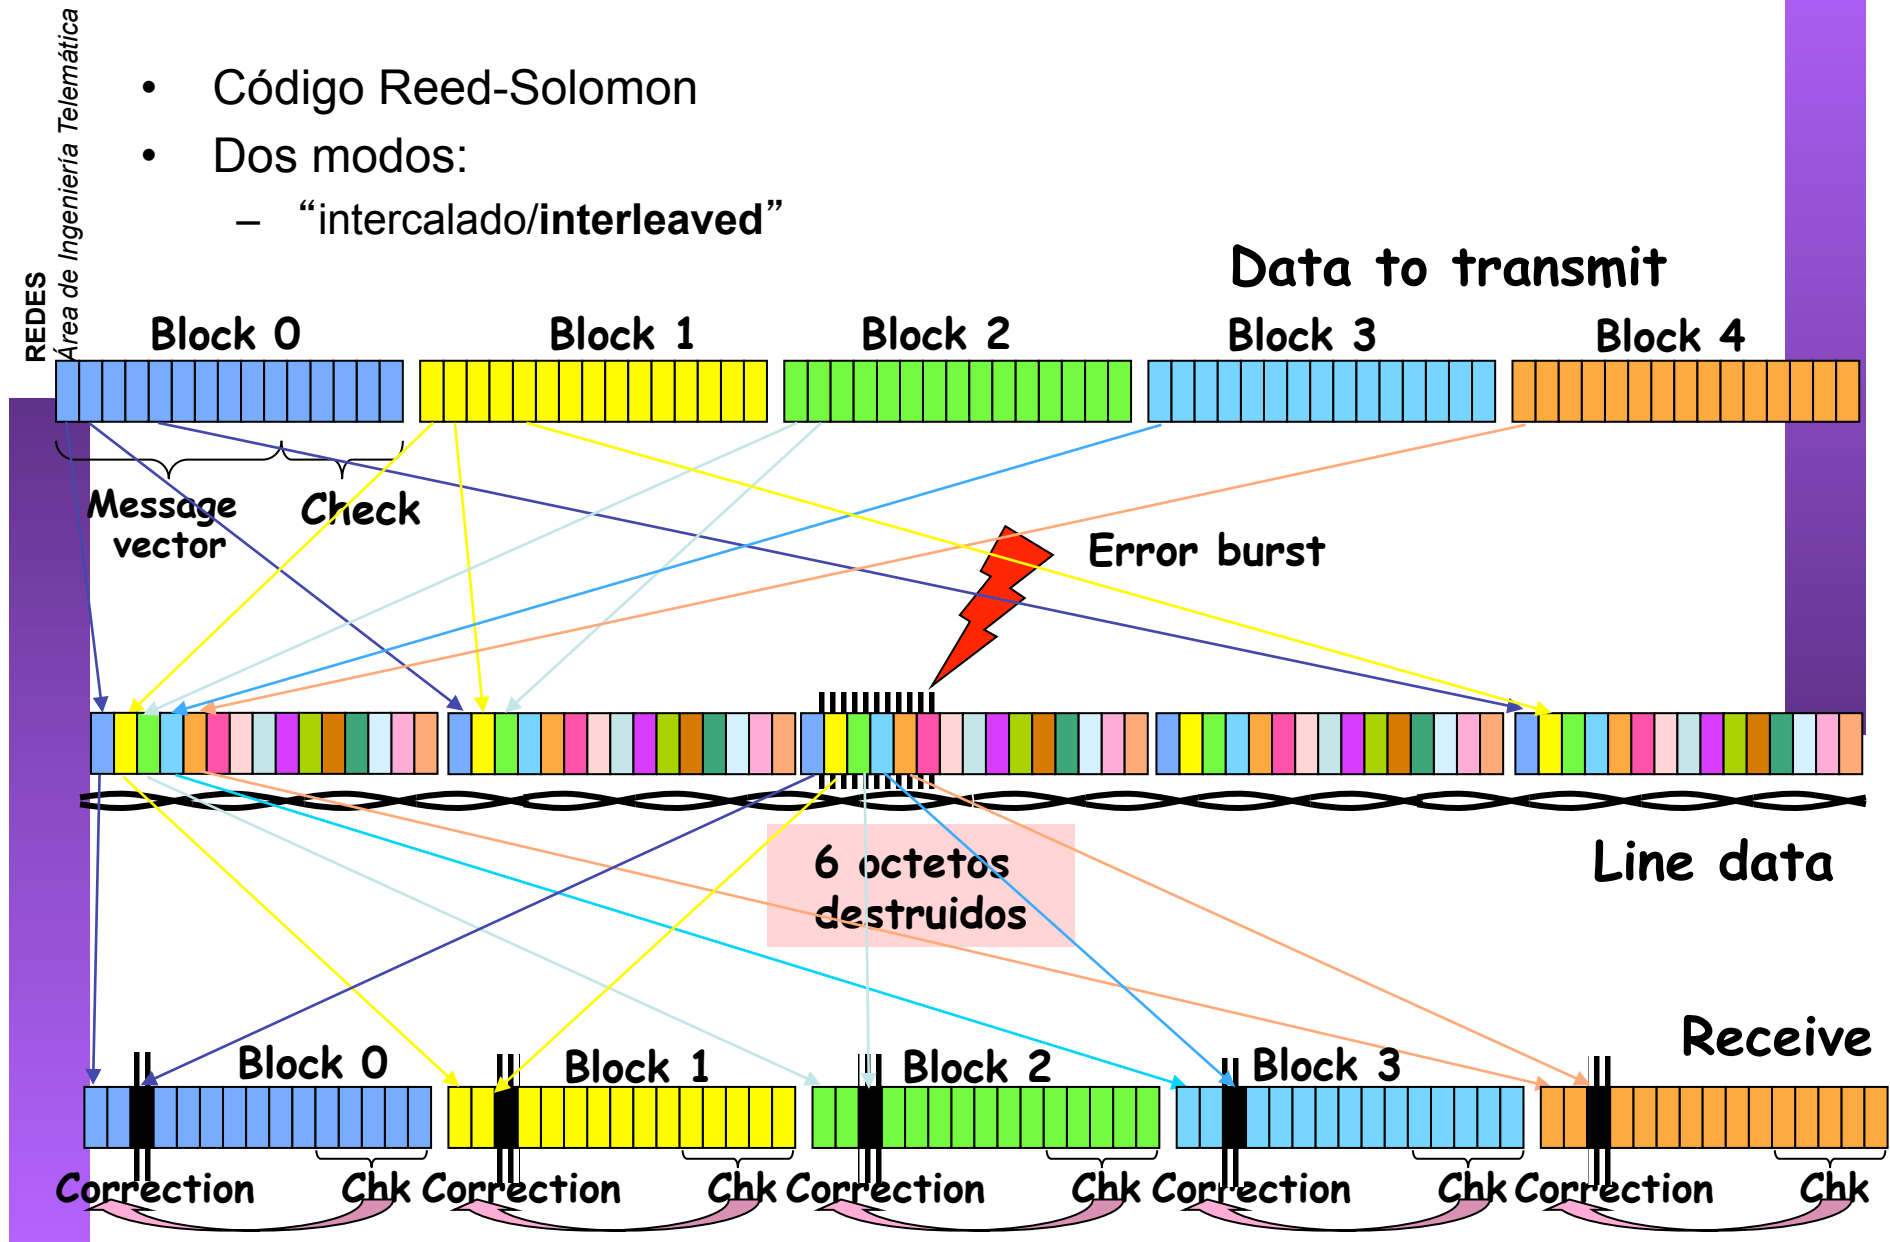 REDES
Área de Ingeniería Telemática
• Código Reed-Solomon
• Dos modos:
– “intercalado/interleaved”
Data to transmit
Block 0
Block 1
Block 2
Block 3
Block 4
Message
vector
Check
Error burst
6 octetos
destruidos
Line data
Receive
Block 0
Block 1
Block 2
Block 3
Correction
Chk
Correction
Chk
Correction
Chk
Correction
Chk
Correction
Chk